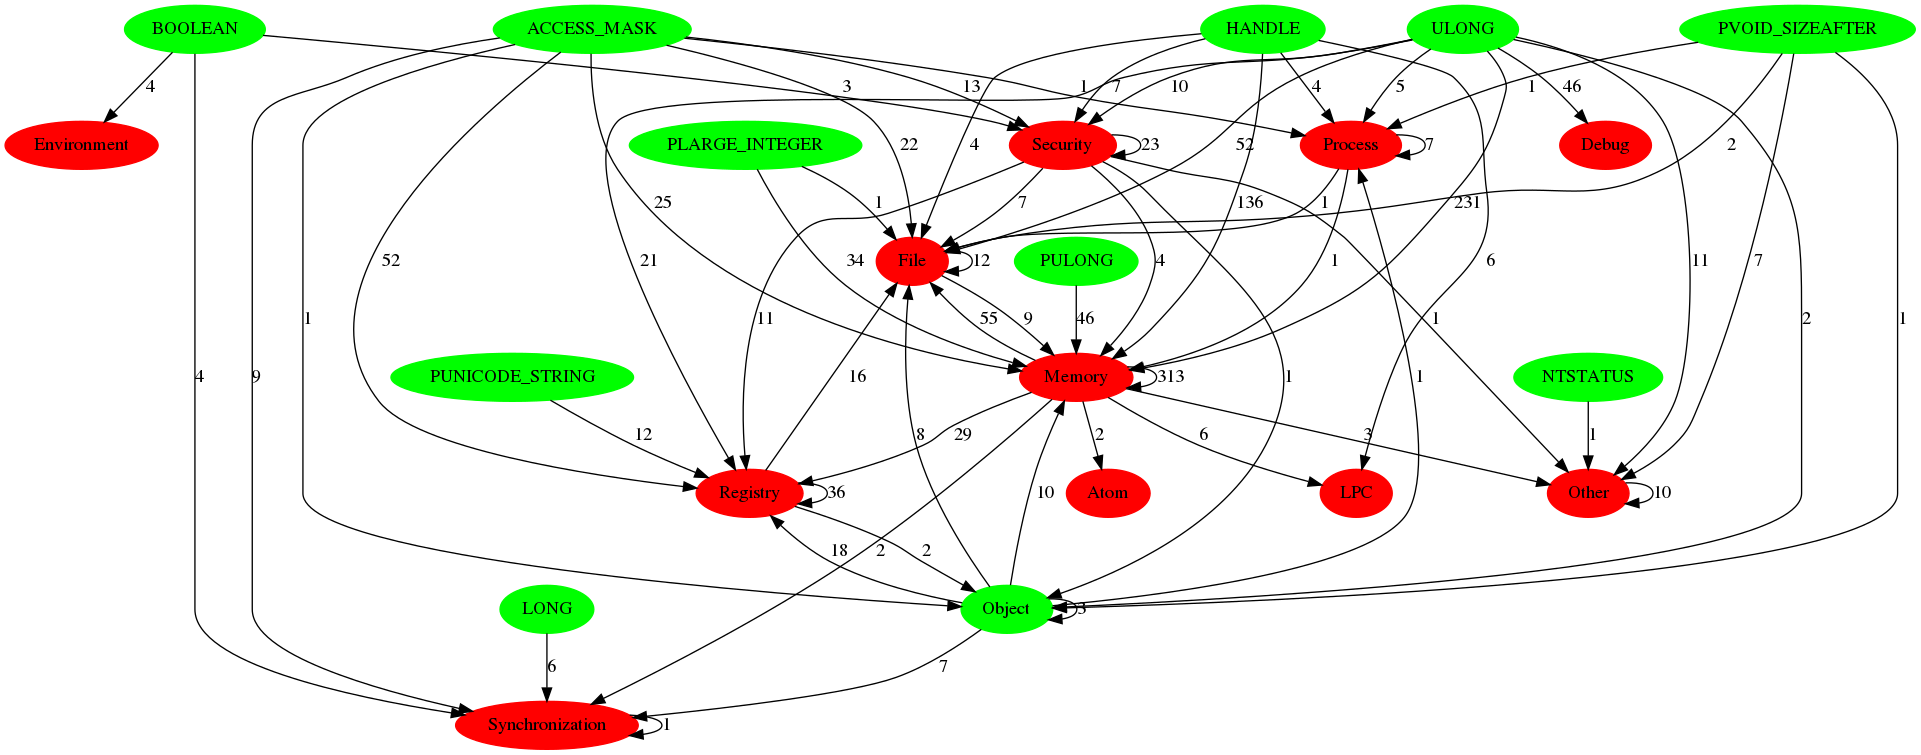 BOOLEAN ACCESS_MASK HANDLE ULONG PVOID_SIZEAFTER
4 3 13 1 7 10 4 5 46 1
Environment PLARGE_INTEGER 22 4 Security 23 52 Process 7 Debug 2
52 25 1 7 136 1 231
21 34 File 12 PULONG 4 1 6 11 7
1 55 9 46 1 2 1
4 9 PUNICODE_STRING 11 16 Memory 313 1 1 NTSTATUS
12 8 29 2 6 3 1
Registry 36 10 Atom LPC Other 10
18 2 2
LONG Object 3
6 7
Synchronization 1